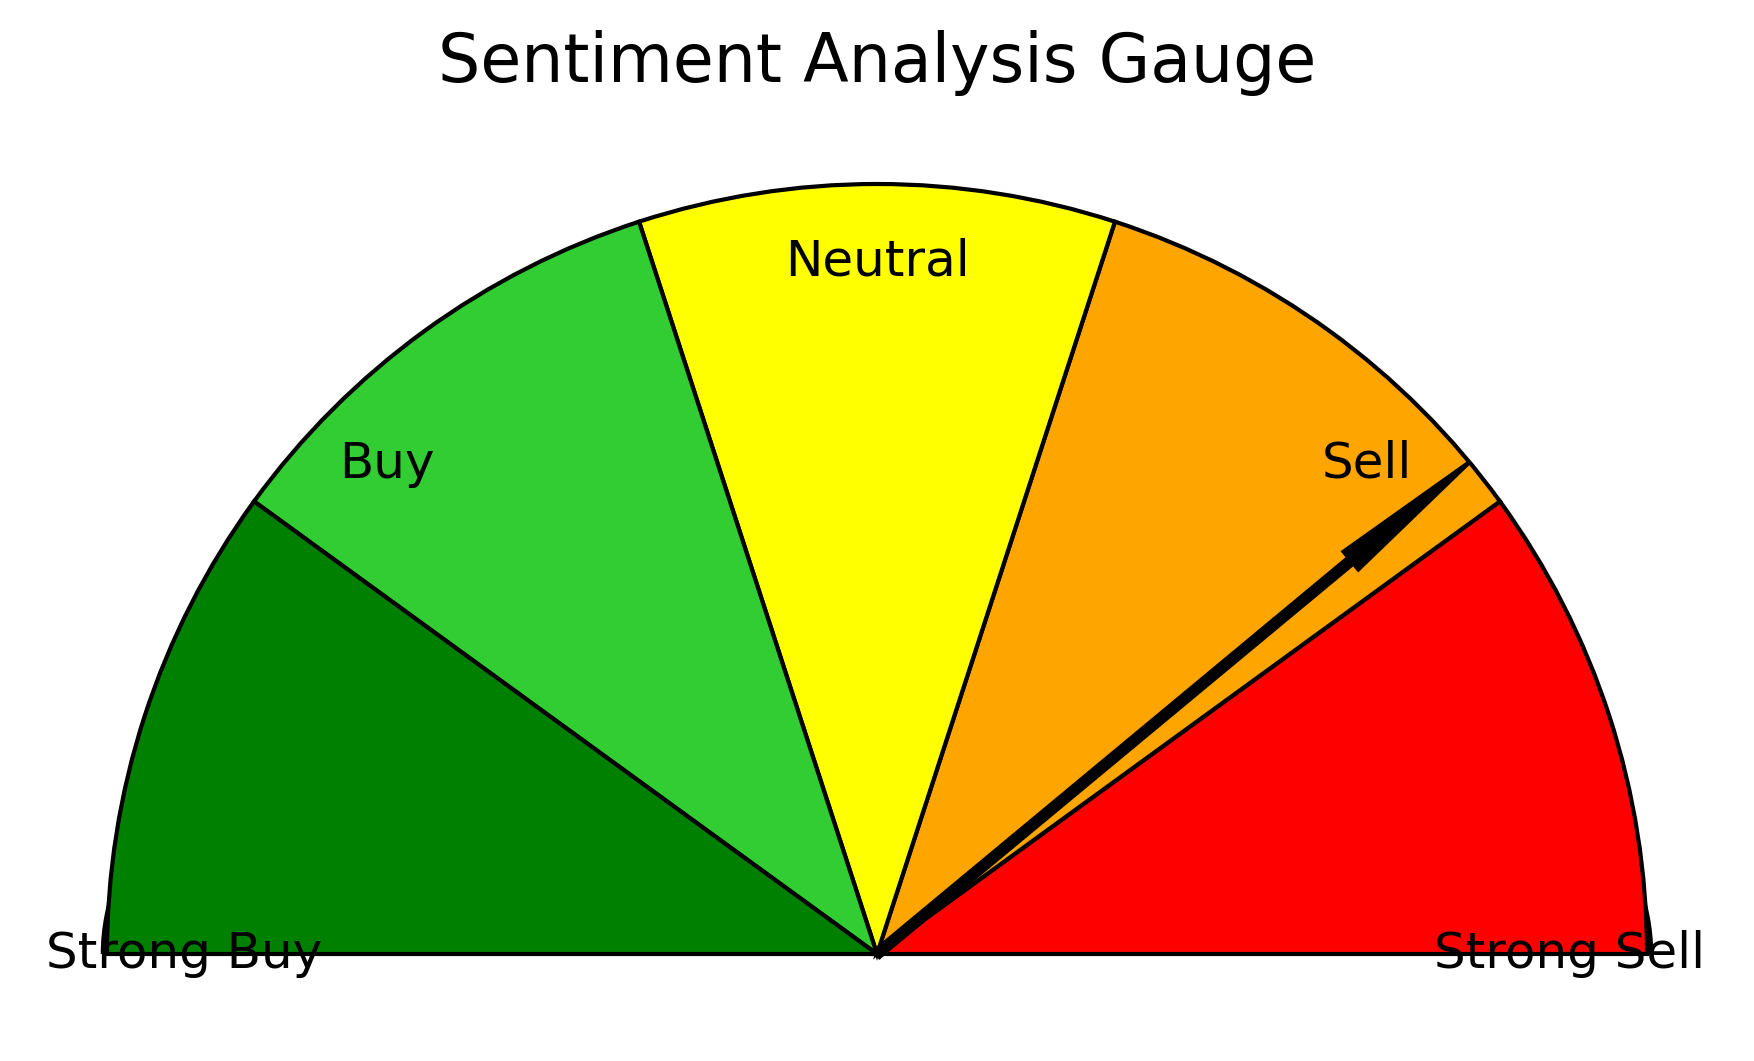 Sentiment Analysis Gauge
Neutral
Buy
Sell
Strong Buy
Strong Sell